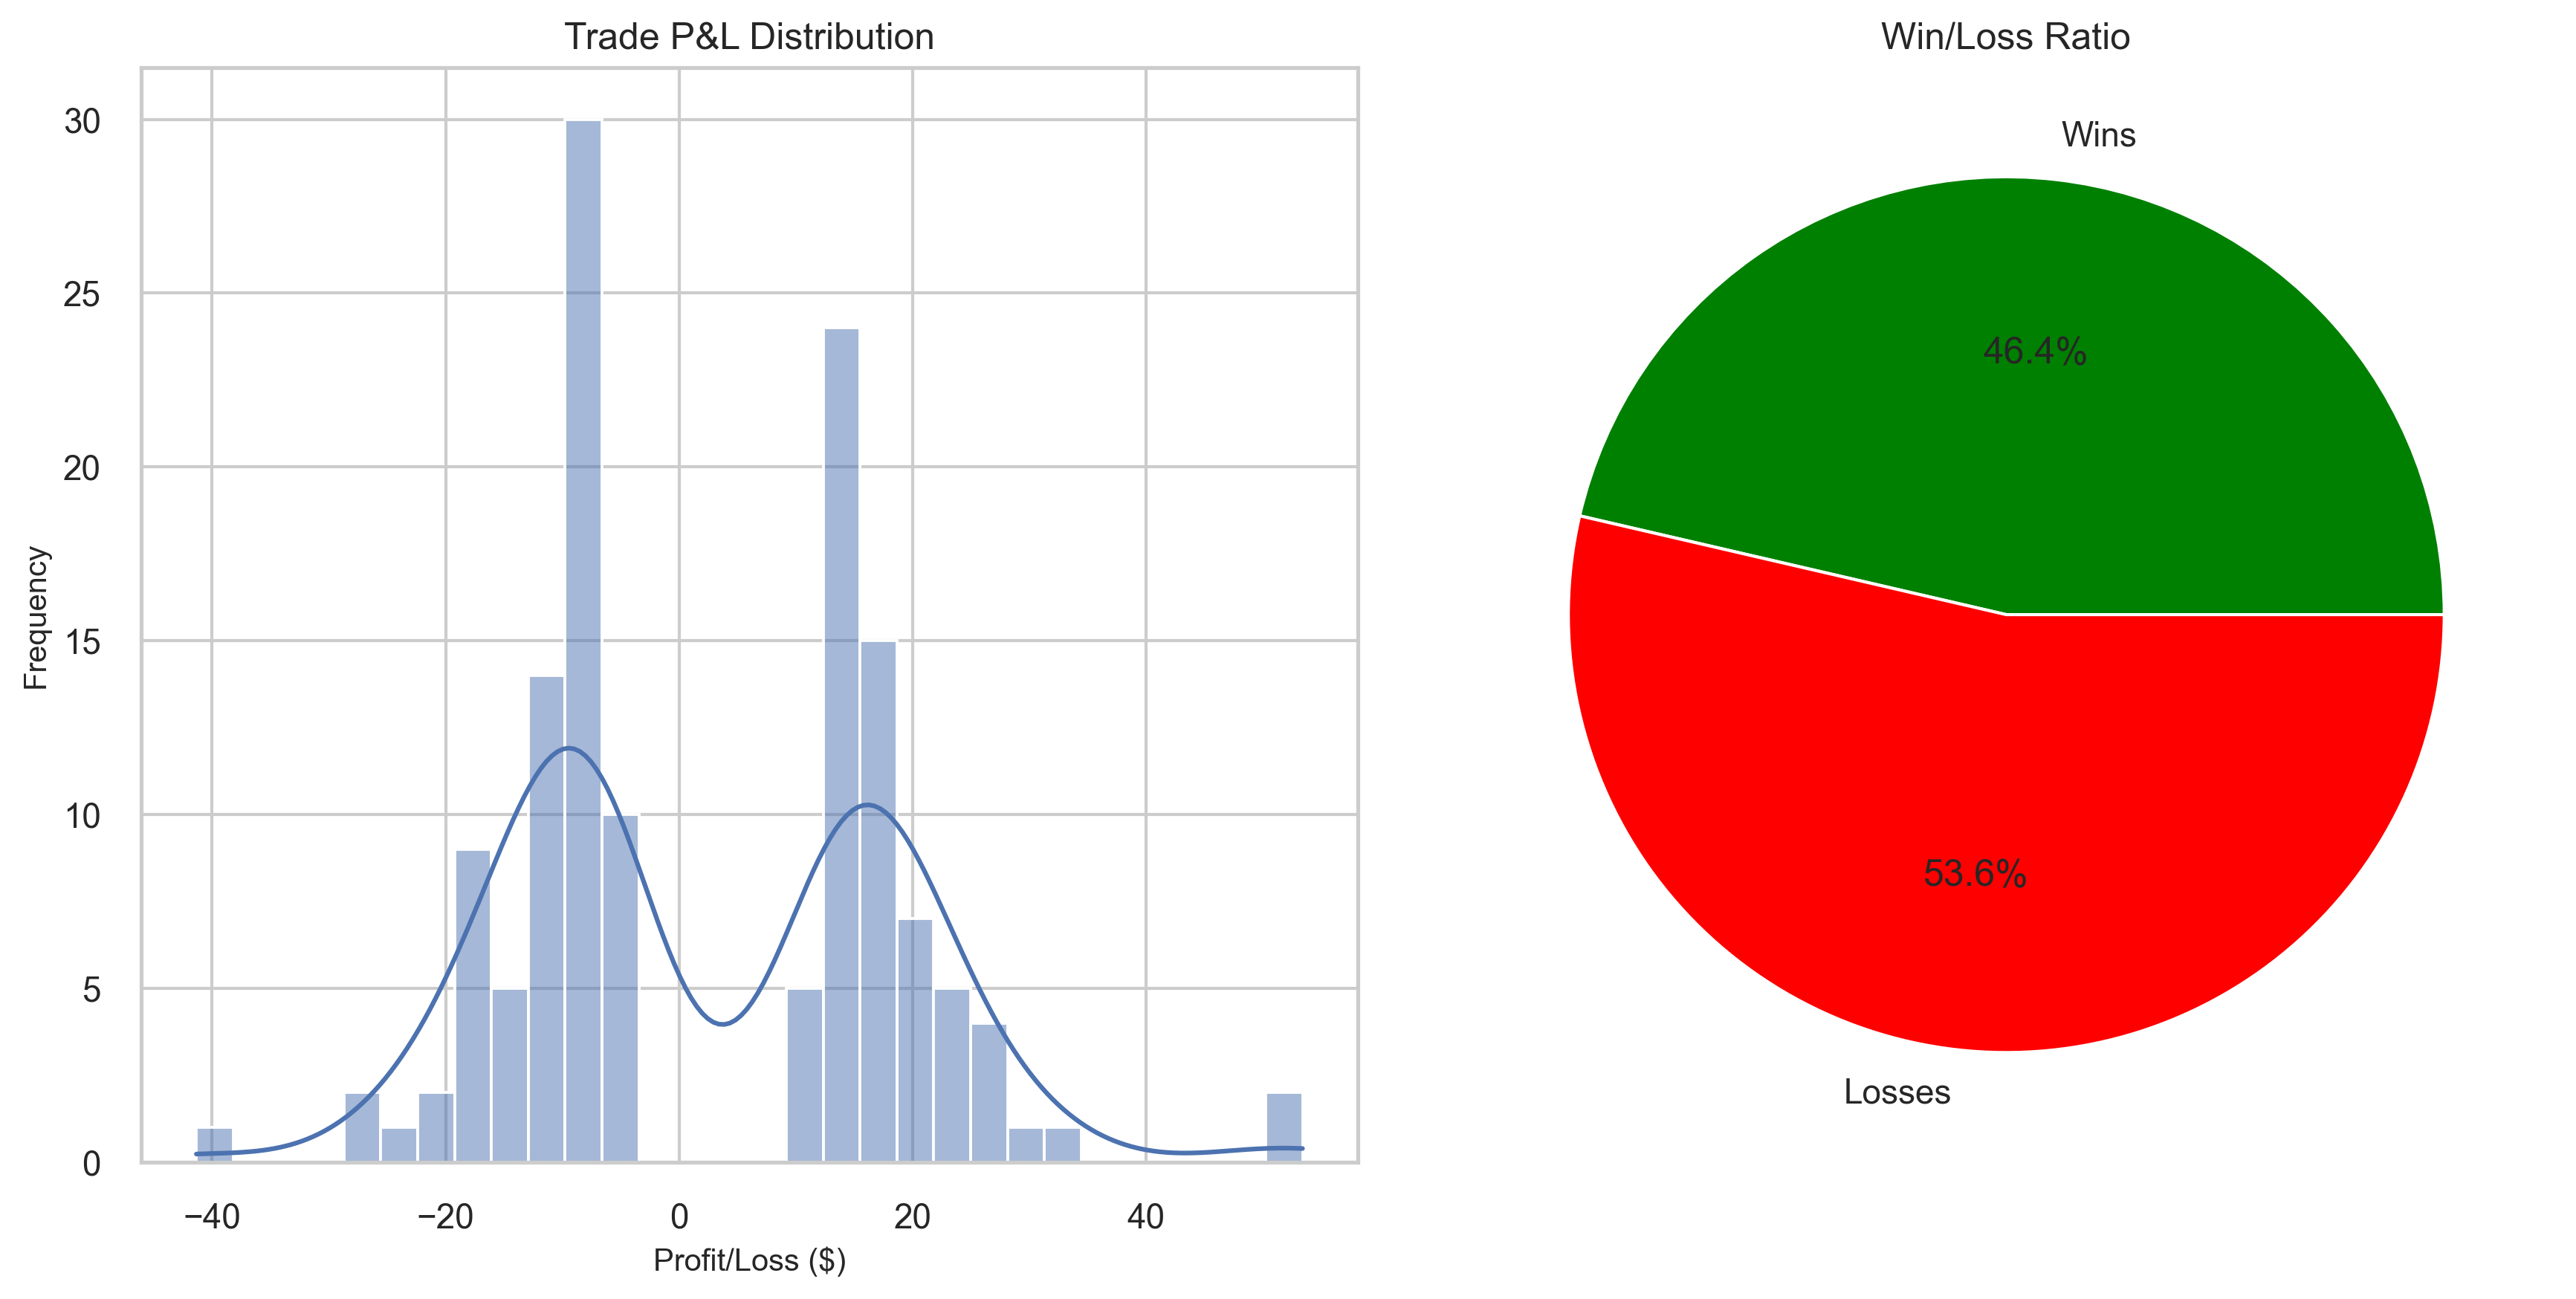 Trade P&L Distribution
Frequency
30
25
20
15
10
5
0
−40
−20
0
20
40
Profit/Loss ($)
Win/Loss Ratio
Wins
46.4%
53.6%
Losses